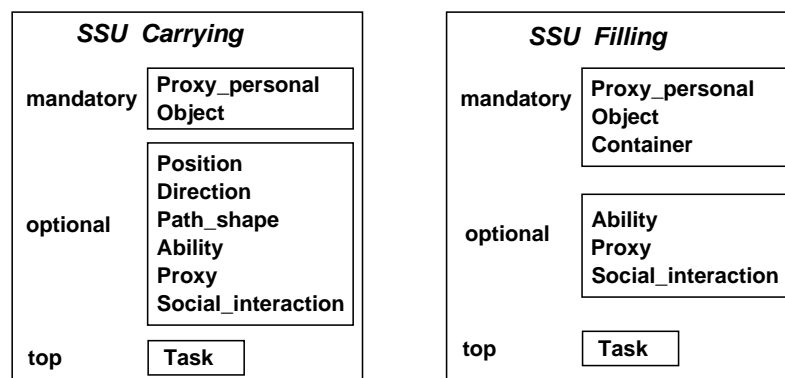 SSU Carrying
mandatory
Proxy_personal
Object
optional
Position
Direction
Path_shape
Ability
Proxy
Social_interaction
top
Task
SSU Filling
mandatory
Proxy_personal
Object
Container
optional
Ability
Proxy
Social_interaction
top
Task